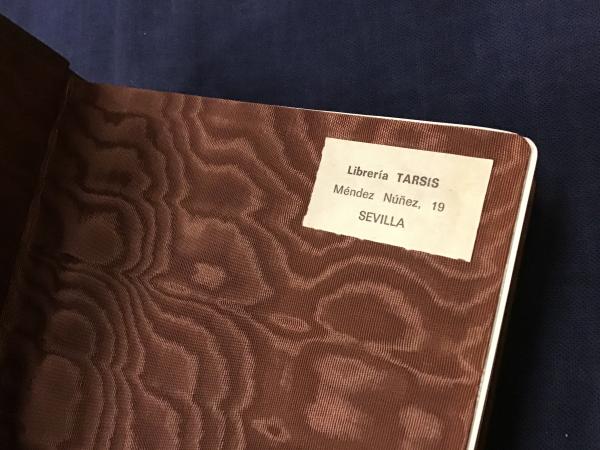 Librería TARSIS
Méndez Núñez, 19
SEVILLA